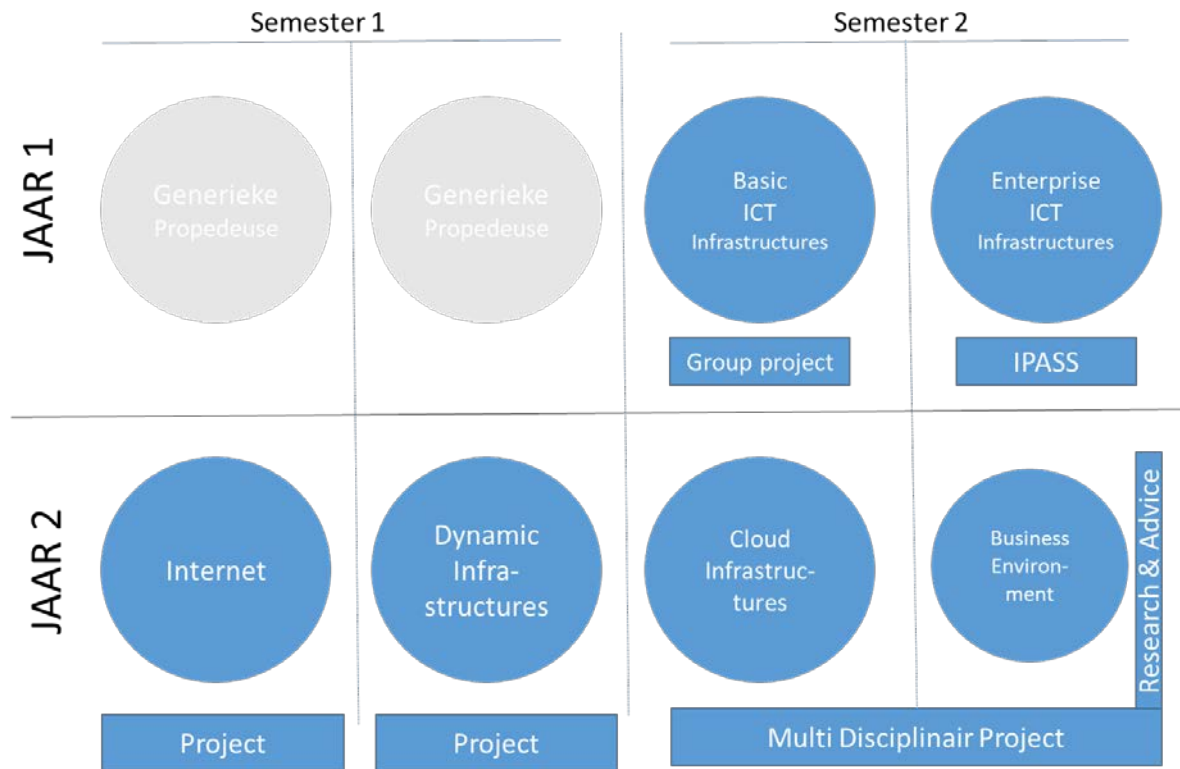 Semester 1
Semester 2
JAAR 1
Generieke
Propedeuse
Generieke
Propedeuse
Basic
ICT
Infrastructures
Enterprise
ICT
Infrastructures
Group project
IPASS
JAAR 2
Internet
Dynamic
Infra-
structures
Cloud
Infrastruc-
tures
Business
Environ-
ment
Research & Advice
Project
Project
Multi Disciplinair Project